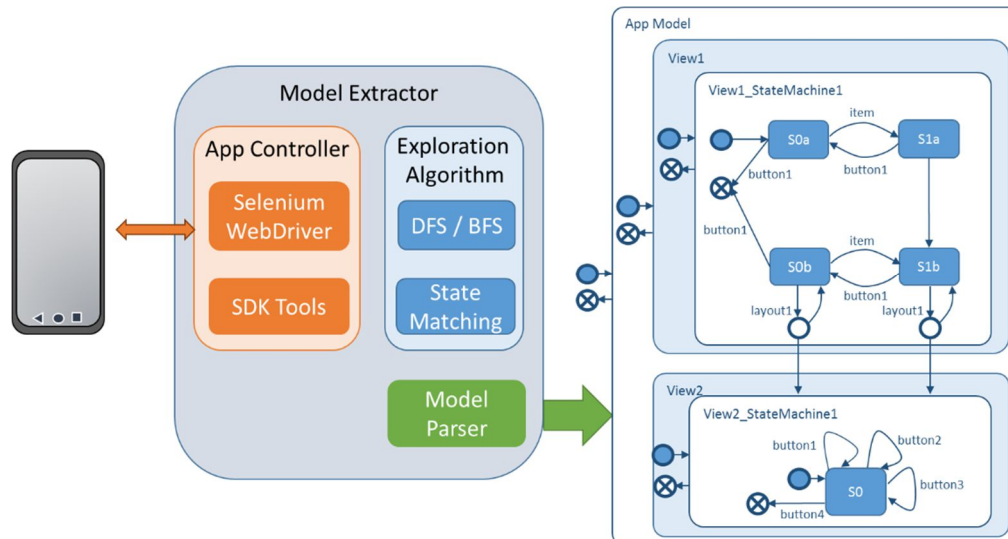 Model Extractor
App Controller
Selenium
WebDriver
SDK Tools
Exploration
Algorithm
DFS / BFS
State
Matching
Model
Parser
App Model
View1
View1_StateMachine1
S0a
item
S1a
button1
button1
button1
S0b
item
S1b
button1
layout1
layout1
View2
View2_StateMachine1
button1
button2
S0
button3
button4